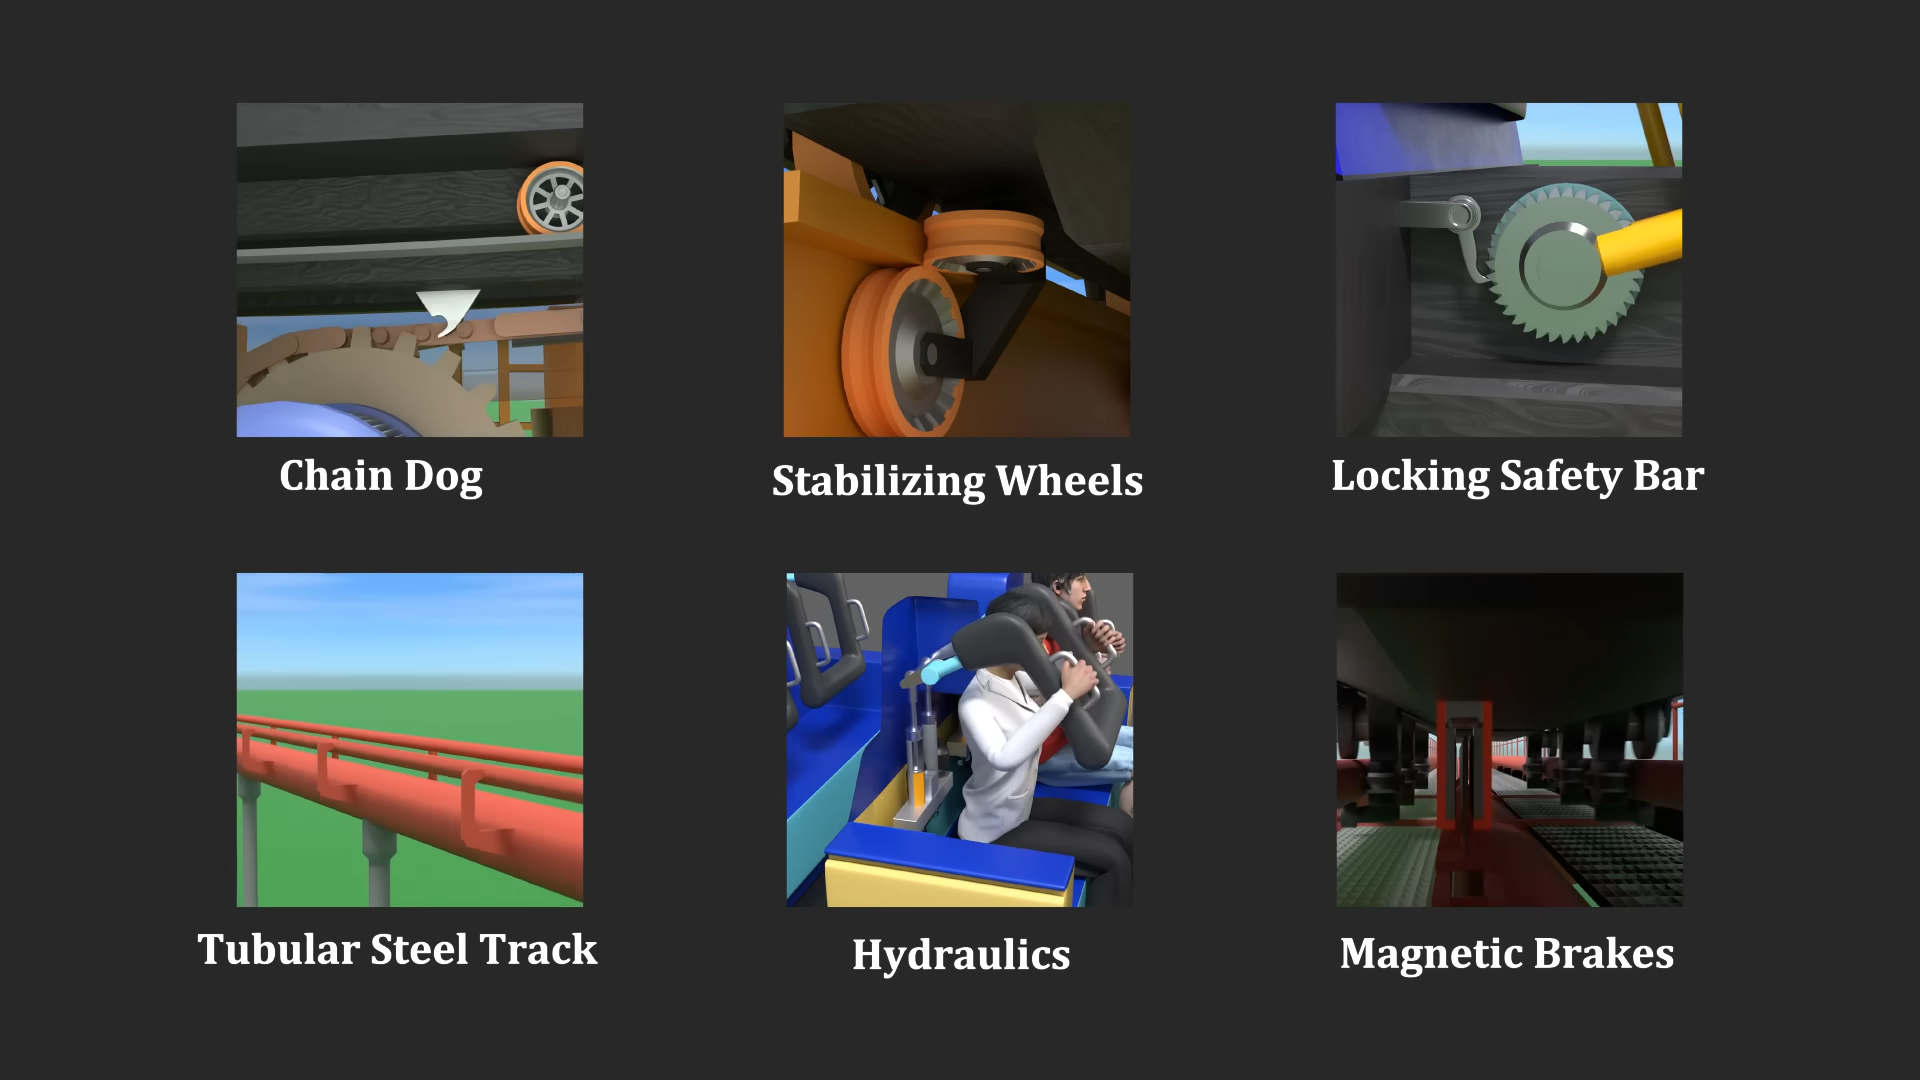 Chain Dog
Stabilizing Wheels
Locking Safety Bar
Tubular Steel Track
Hydraulics
Magnetic Brakes